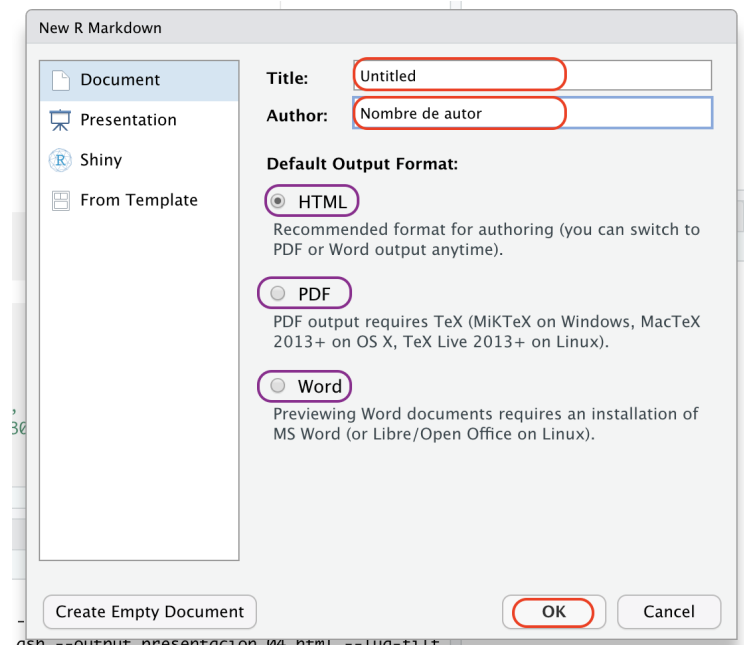 New R Markdown
Document
Presentation
Shiny
From Template
Title:
Untitled
Author:
Nombre de autor
Default Output Format:
HTML
Recommended format for authoring (you can switch to
PDF or Word output anytime).
PDF
PDF output requires TeX (MiKTeX on Windows, MacTeX
2013+ on OS X, TeX Live 2013+ on Linux).
Word
Previewing Word documents requires an installation of
MS Word (or Libre/Open Office on Linux).
Create Empty Document
OK
Cancel